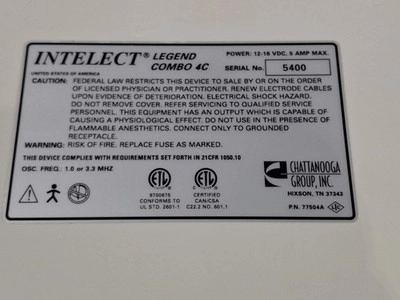 INTELECT® LEGEND COMBO 4C
POWER: 12-16 VDC, 5 AMP MAX.
SERIAL No. 5400
UNITED STATES OF AMERICA
CAUTION: FEDERAL LAW RESTRICTS THIS DEVICE TO SALE BY OR ON THE ORDER
OF LICENSED PHYSICIAN OR PRACTITIONER. RENEW ELECTRODE CABLES
UPON EVIDENCE OF DETERIORATION. ELECTRICAL SHOCK HAZARD,
DO NOT REMOVE COVER. REFER SERVICING TO QUALIFIED SERVICE
PERSONNEL. THIS EQUIPMENT HAS AN OUTPUT WHICH IS CAPABLE OF
CAUSING A PHYSIOLOGICAL EFFECT. DO NOT USE IN THE PRESENCE OF
FLAMMABLE ANESTHETICS. CONNECT ONLY TO GROUNDED
RECEPTACLE.
WARNING: RISK OF FIRE. REPLACE FUSE AS MARKED.
THIS DEVICE COMPLIES WITH REQUIREMENTS SET FORTH IN 21CFR 1050.10
OSC. FREQ.: 1.0 or 3.3 MHZ
ETL
9700675
CONFORMS TO
UL STD. 2601-1
ETL
CERTIFIED TO
CAN/CSA
C22.2 NO. 601.1
CHATTANOOGA
GROUP, INC.
HIXSON, TN 37343
P.N. 77504A